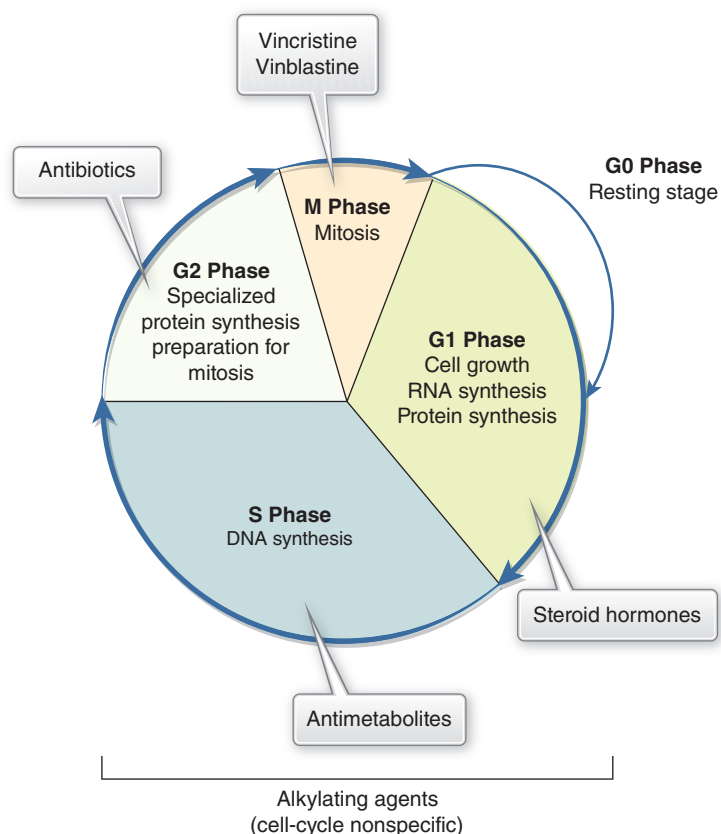 Vincristine
Vinblastine
Antibiotics
G0 Phase
Resting stage
M Phase
Mitosis
G2 Phase
Specialized
protein synthesis
preparation for
mitosis
G1 Phase
Cell growth
RNA synthesis
Protein synthesis
S Phase
DNA synthesis
Steroid hormones
Antimetabolites
Alkylating agents
(cell-cycle nonspecific)